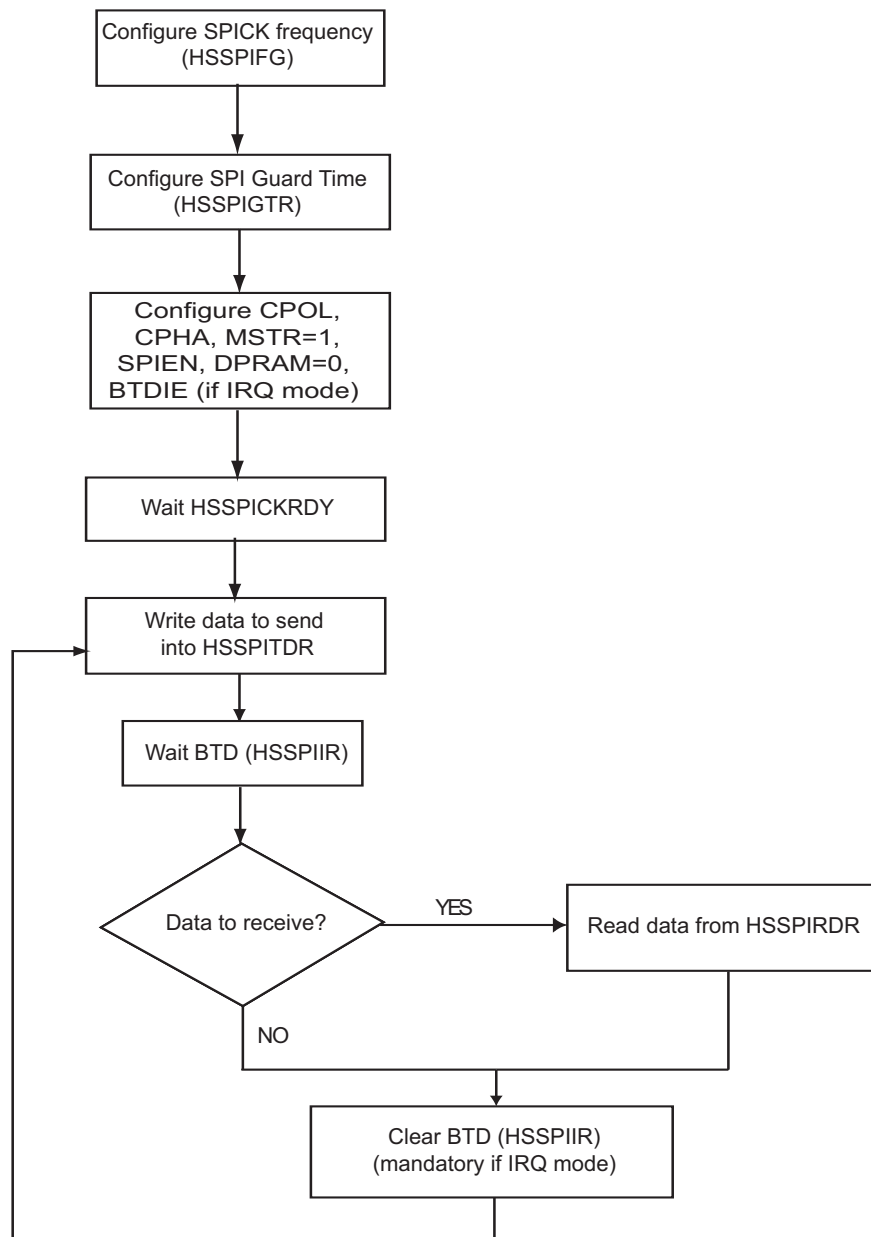 Configure SPICK frequency
(HSSPIFG)
Configure SPI Guard Time
(HSSPIGTR)
Configure CPOL,
CPHA, MSTR=1,
SPIEN, DPRAM=0,
BTDIE (if IRQ mode)
Wait HSSPICKRDY
Write data to send
into HSSPITDR
Wait BTD (HSSPIIR)
Data to receive?
YES
Read data from HSSPIRDR
NO
Clear BTD (HSSPIIR)
(mandatory if IRQ mode)